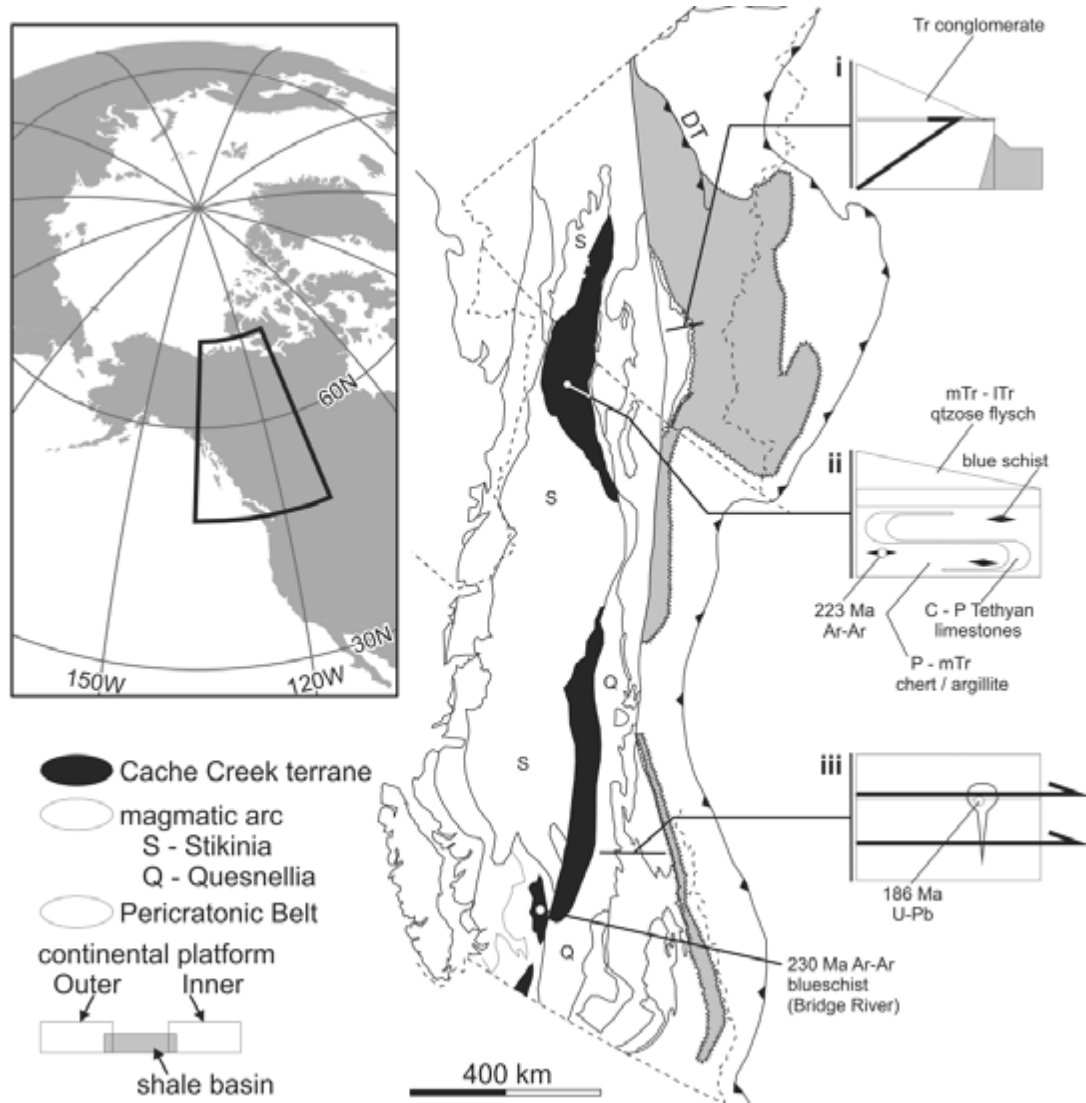 60N
30N
150W
120W
Cache Creek terrane
magmatic arc
S - Stikinia
Q - Quesnellia
Pericratonic Belt
continental platform
Outer Inner
shale basin
400 km
DT
S
S
S
Q
Q
i
Tr conglomerate
ii
mTr - lTr
qtzose flysch
blue schist
223 Ma
Ar-Ar
C - P Tethyan
limestones
P - mTr
chert / argillite
iii
186 Ma
U-Pb
230 Ma Ar-Ar
blueschist
(Bridge River)